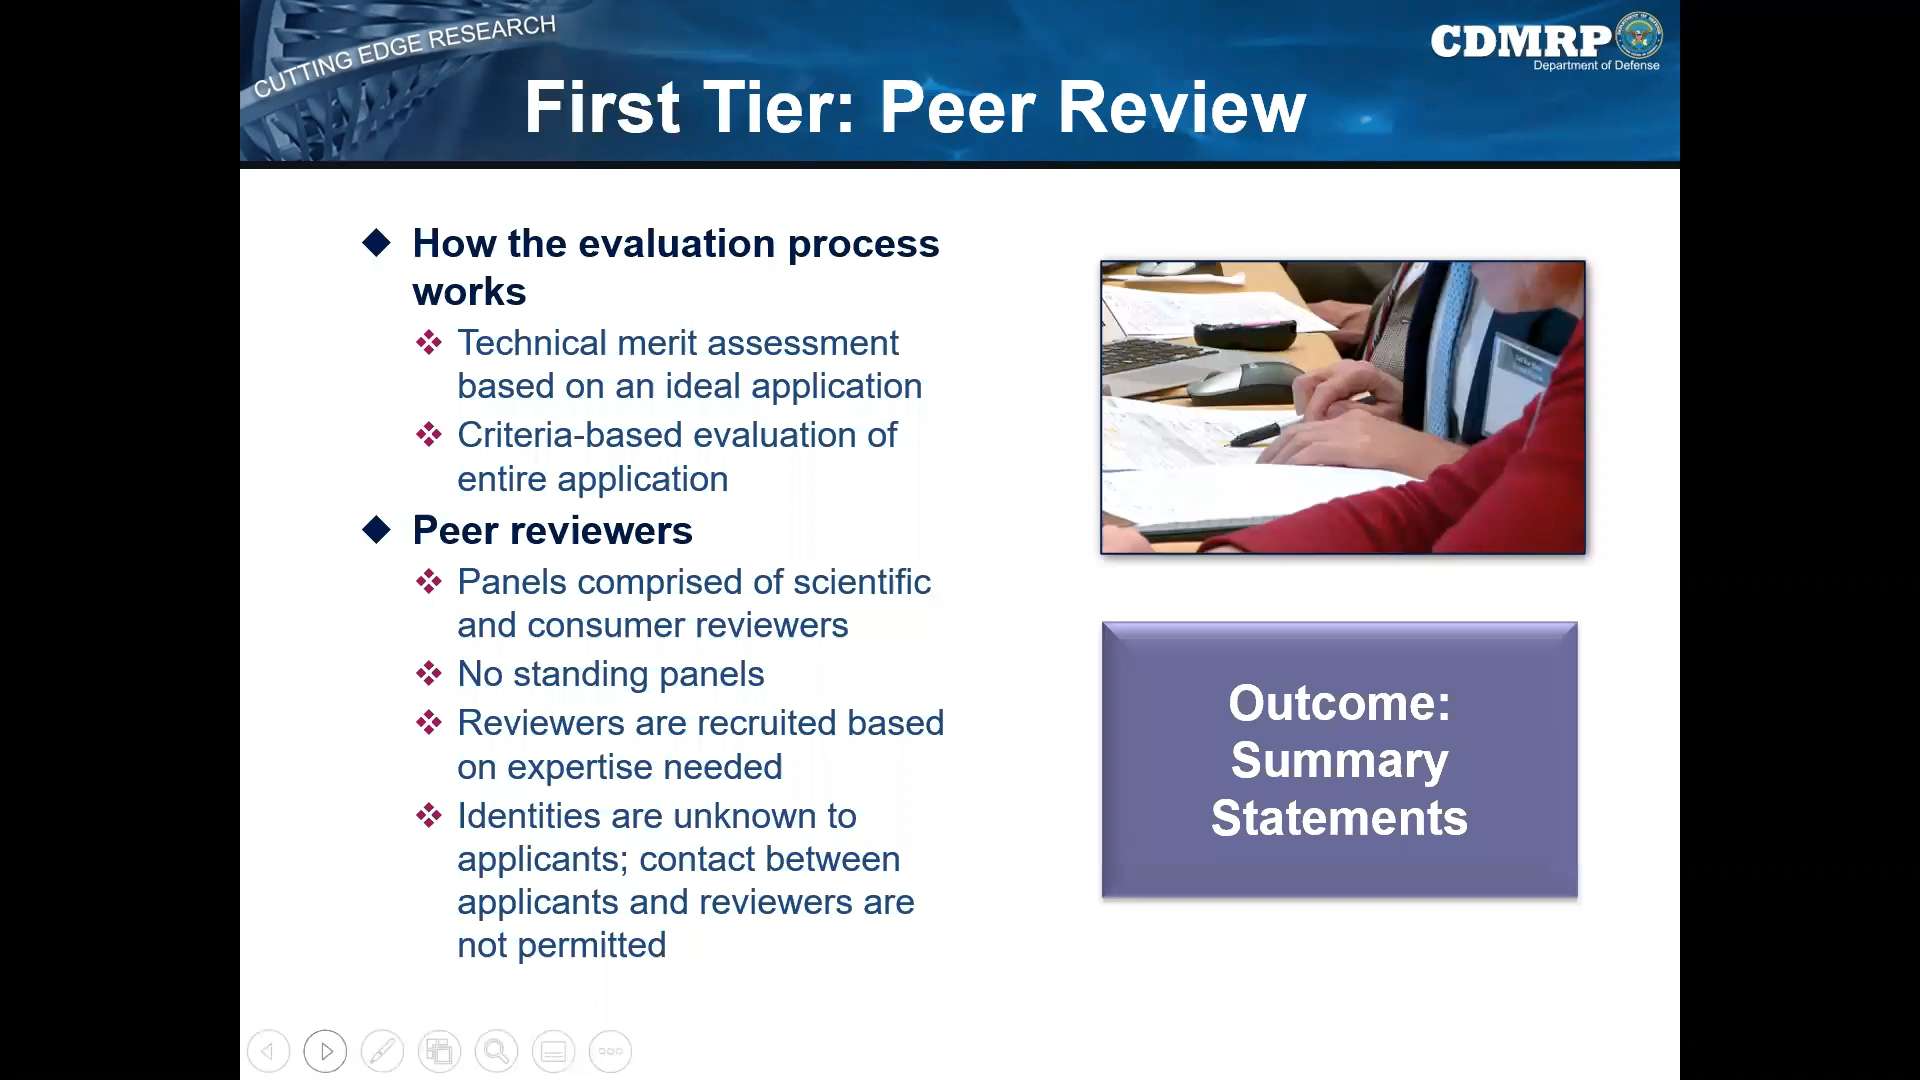 CUTTING EDGE RESEARCH
CDMRP
Department of Defense
First Tier: Peer Review
How the evaluation process
works
Technical merit assessment
based on an ideal application
Criteria-based evaluation of
entire application
Peer reviewers
Panels comprised of scientific
and consumer reviewers
No standing panels
Reviewers are recruited based
on expertise needed
Identities are unknown to
applicants; contact between
applicants and reviewers are
not permitted
Outcome:
Summary
Statements